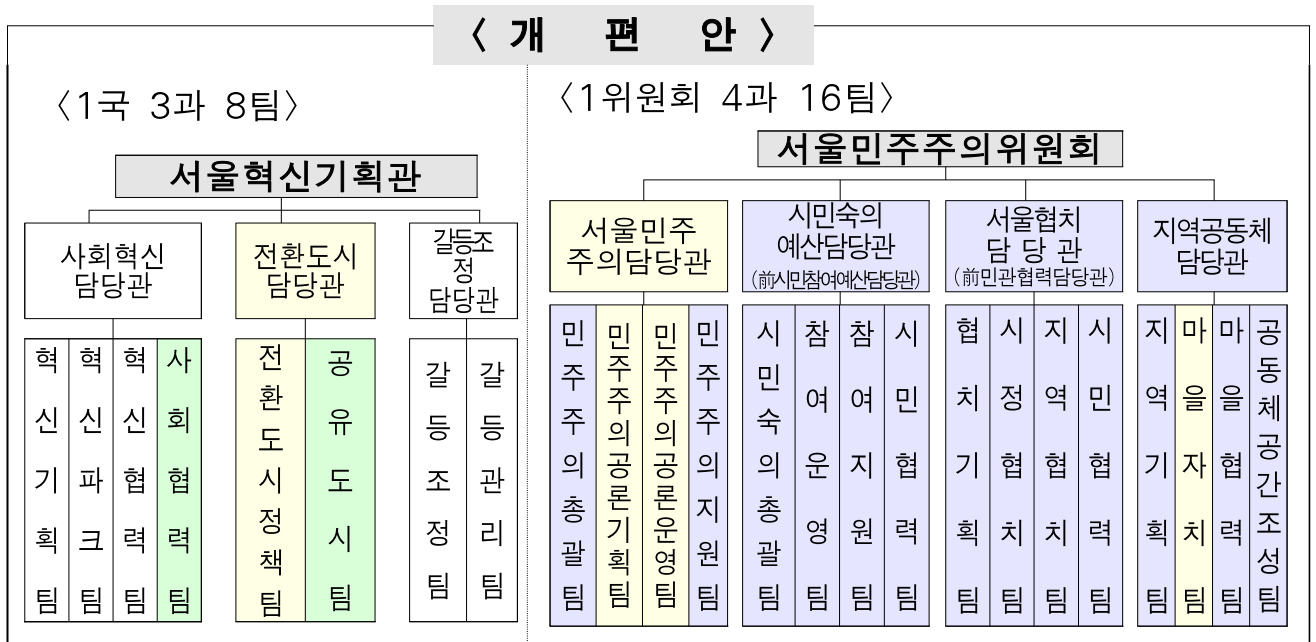 〈 개 편 안 〉
〈1국 3과 8팀〉
서울혁신기획관
사회혁신
담당관
전환도시
담당관
갈등조
정
담당관
혁신기획팀
혁신파크팀
혁신협력팀
사회협력팀
전환도시정책팀
공유도시팀
갈등조정팀
갈등관리팀
〈1위원회 4과 16팀〉
서울민주주의위원회
서울민주
주의담당관
시민숙의
예산담당관
(前시민참여예산담당관)
서울협치
담 당 관
(前민관협력담당관)
지역공동체
담당관
민주주의총괄팀
민주주의공론기획팀
민주주의공론운영팀
민주주의지원팀
시민숙의총괄팀
참여운영팀
참여지원팀
시민협력팀
협치기획팀
시정협치팀
지역협치팀
시민협력팀
지역기획팀
마을자치팀
마을협력팀
공동체공간조성팀